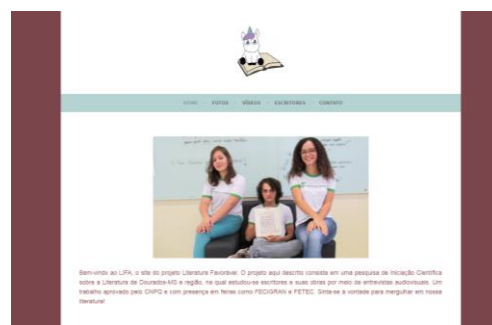 HOME FOTOS VÍDEOS ESCRITORES CONTATO
Bem-vindx ao LIFA, o site do projeto Literatura Favorável. O projeto aqui descrito consiste em uma pesquisa de Iniciação Científica
sobre a Literatura de Dourados-MS e região, na qual estudou-se escritores e suas obras por meio de entrevistas audiovisuais. Um
trabalho aprovado pelo CNPQ e com presença em feiras como FECIGRAN e FETEC. Sinta-se à vontade para mergulhar em nossa
literatura!